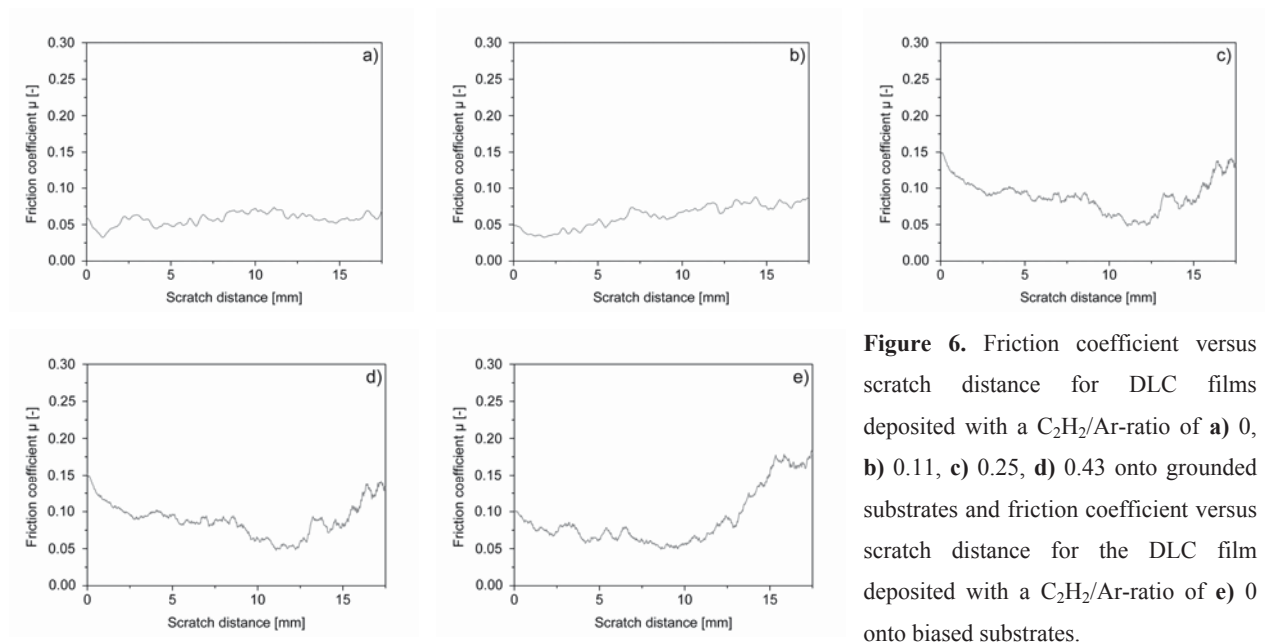 0.30
0.25
0.20
0.15
0.10
0.05
0.00
Friction coefficient µ [-]
a)
0 5 10 15
Scratch distance [mm]
0.30
0.25
0.20
0.15
0.10
0.05
0.00
Friction coefficient µ [-]
b)
0 5 10 15
Scratch distance [mm]
0.30
0.25
0.20
0.15
0.10
0.05
0.00
Friction coefficient µ [-]
c)
0 5 10 15
Scratch distance [mm]
0.30
0.25
0.20
0.15
0.10
0.05
0.00
Friction coefficient µ [-]
d)
0 5 10 15
Scratch distance [mm]
0.30
0.25
0.20
0.15
0.10
0.05
0.00
Friction coefficient µ [-]
e)
0 5 10 15
Scratch distance [mm]
Figure 6. Friction coefficient versus
scratch distance for DLC films
deposited with a C₂H₂/Ar-ratio of a) 0,
b) 0.11, c) 0.25, d) 0.43 onto grounded
substrates and friction coefficient versus
scratch distance for the DLC film
deposited with a C₂H₂/Ar-ratio of e) 0
onto biased substrates.